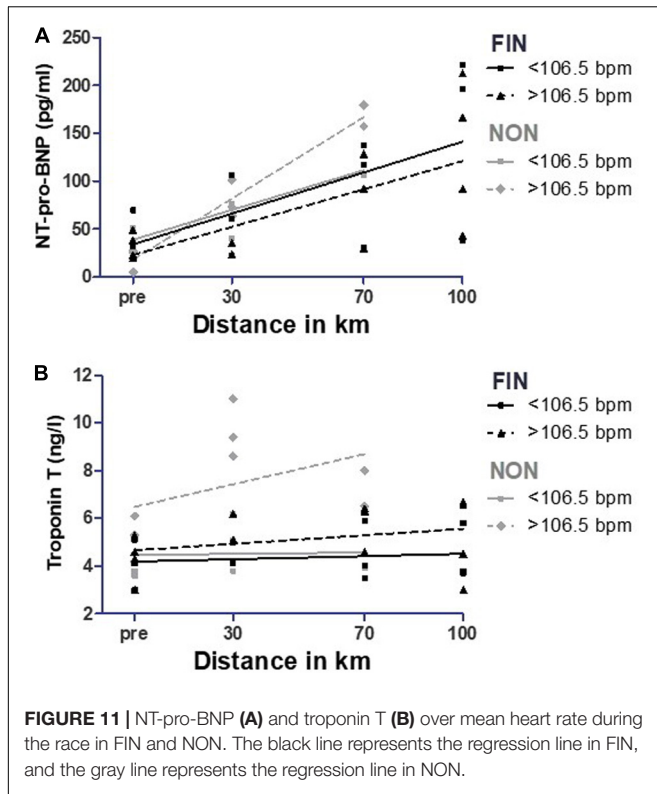 A
NT-pro-BNP (pg/ml)
250
200
150
100
50
0
pre 30 70 100
Distance in km
FIN
<106.5 bpm
>106.5 bpm
NON
<106.5 bpm
>106.5 bpm
B
Troponin T (ng/l)
12
10
8
6
4
2
pre 30 70 100
Distance in km
FIN
<106.5 bpm
>106.5 bpm
NON
<106.5 bpm
>106.5 bpm
FIGURE 11 | NT-pro-BNP (A) and troponin T (B) over mean heart rate during
the race in FIN and NON. The black line represents the regression line in FIN,
and the gray line represents the regression line in NON.